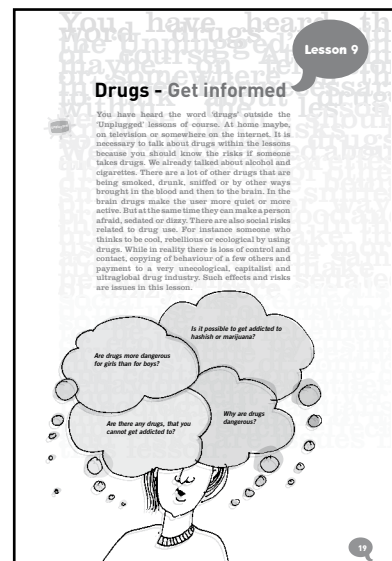 Lesson 9
Drugs - Get informed
You have heard the word 'drugs' outside the
'Unplugged' lessons of course. At home maybe,
on television or somewhere on the internet. It is
necessary to talk about drugs within the lessons
because you should know the risks if someone
takes drugs. We already talked about alcohol and
cigarettes. There are a lot of other drugs that are
being smoked, drunk, sniffed or by other ways
brought in the blood and then to the brain. In the
brain drugs make the user more quiet or more
active. But at the same time they can make a person
afraid, sedated or dizzy. There are also social risks
related to drug use. For instance someone who
thinks to be cool, rebellious or ecological by using
drugs. While in reality there is loss of control and
contact, copying of behaviour of a few others and
payment to a very unecological, capitalist and
ultraglobal drug industry. Such effects and risks
are issues in this lesson.
Is it possible to get addicted to
hashish or marijuana?
Are drugs more dangerous
for girls than for boys?
Why are drugs
dangerous?
Are there any drugs, that you
cannot get addicted to?
19